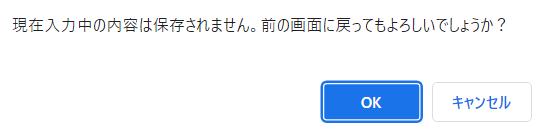 現在入力中の内容は保存されません。前の画面に戻ってもよろしいでしょうか？
OK
キャンセル